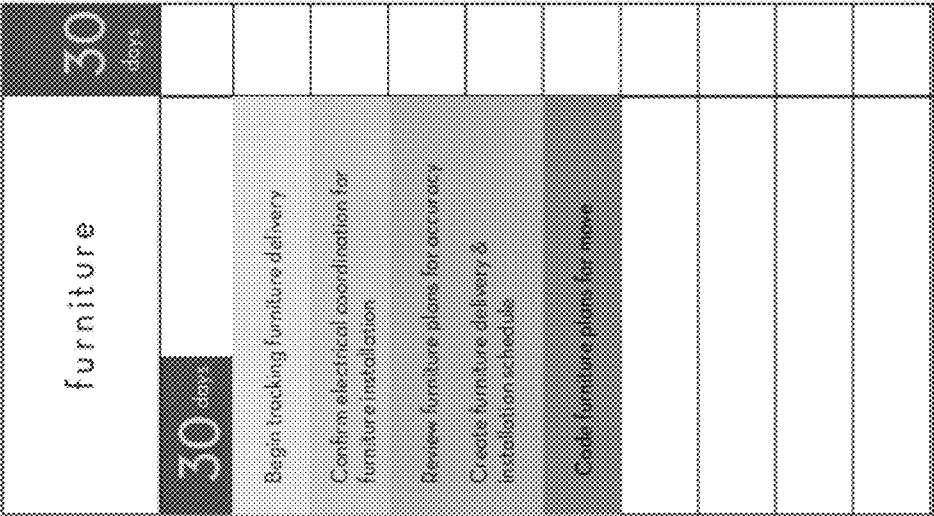 furniture
30
days
30 days
Begin tracking furniture delivery
Confirm electrical coordination for
furniture installation
Review furniture plans for accuracy
Create furniture delivery &
installation schedule
Code furniture plans for move